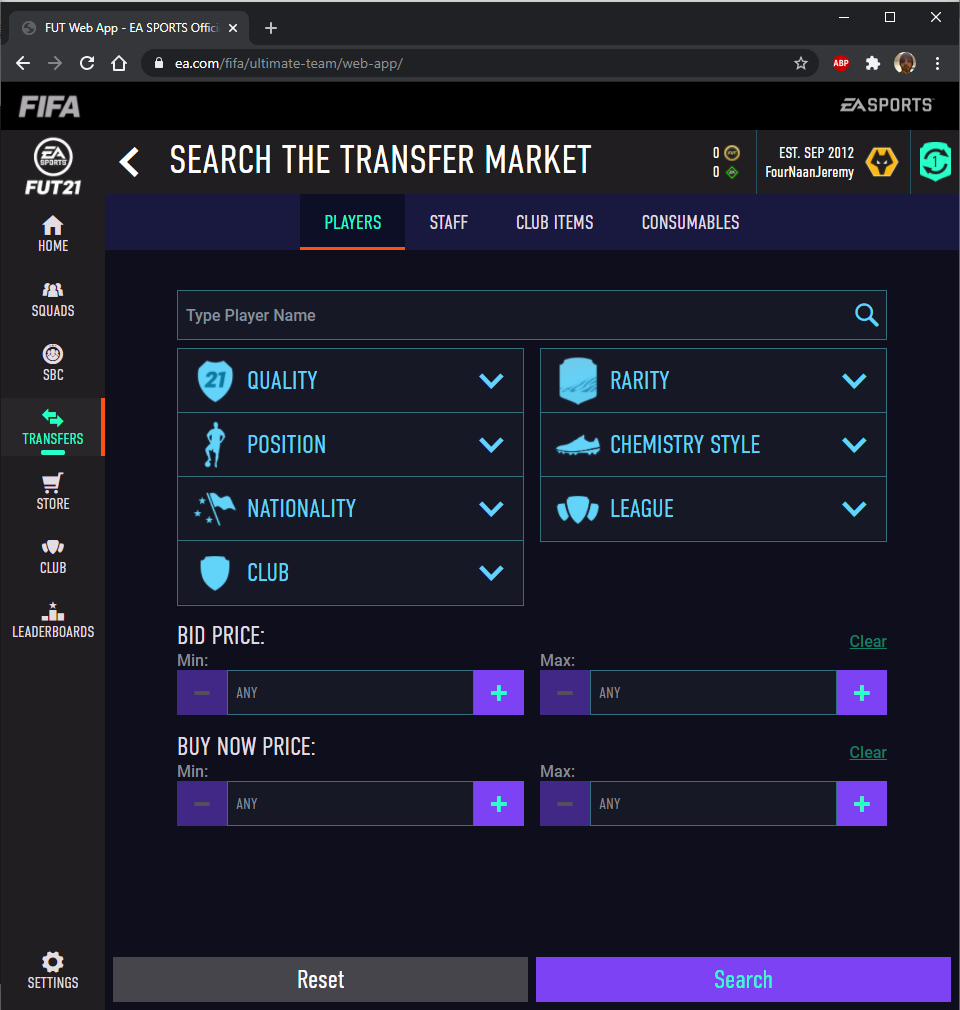 FUT Web App - EA SPORTS Offici
ea.com/fifa/ultimate-team/web-app/
ABP
FIFA
EA SPORTS
EA SPORTS
FUT21
SEARCH THE TRANSFER MARKET
0 FUT
0
EST. SEP 2012
FourNaanJeremy
1
HOME
SQUADS
SBC
TRANSFERS
STORE
CLUB
LEADERBOARDS
SETTINGS
PLAYERS STAFF CLUB ITEMS CONSUMABLES
Type Player Name
21 QUALITY
RARITY
POSITION
CHEMISTRY STYLE
NATIONALITY
LEAGUE
CLUB
BID PRICE:
Clear
Min:
Max:
− ANY +
− ANY +
BUY NOW PRICE:
Clear
Min:
Max:
− ANY +
− ANY +
Reset
Search